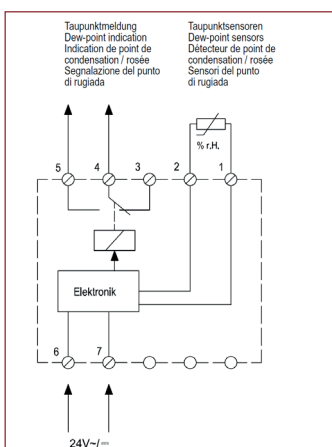 Taupunktmeldung
Dew-point indication
Indication de point de
condensation / rosée
Segnalazione del punto
di rugiada
Taupunktsensoren
Dew-point sensors
Détecteur de point de
condensation / rosée
Sensori del punto
di rugiada
% r.H.
5 4 3 2 1
Elektronik
6 7
24V~/⎓